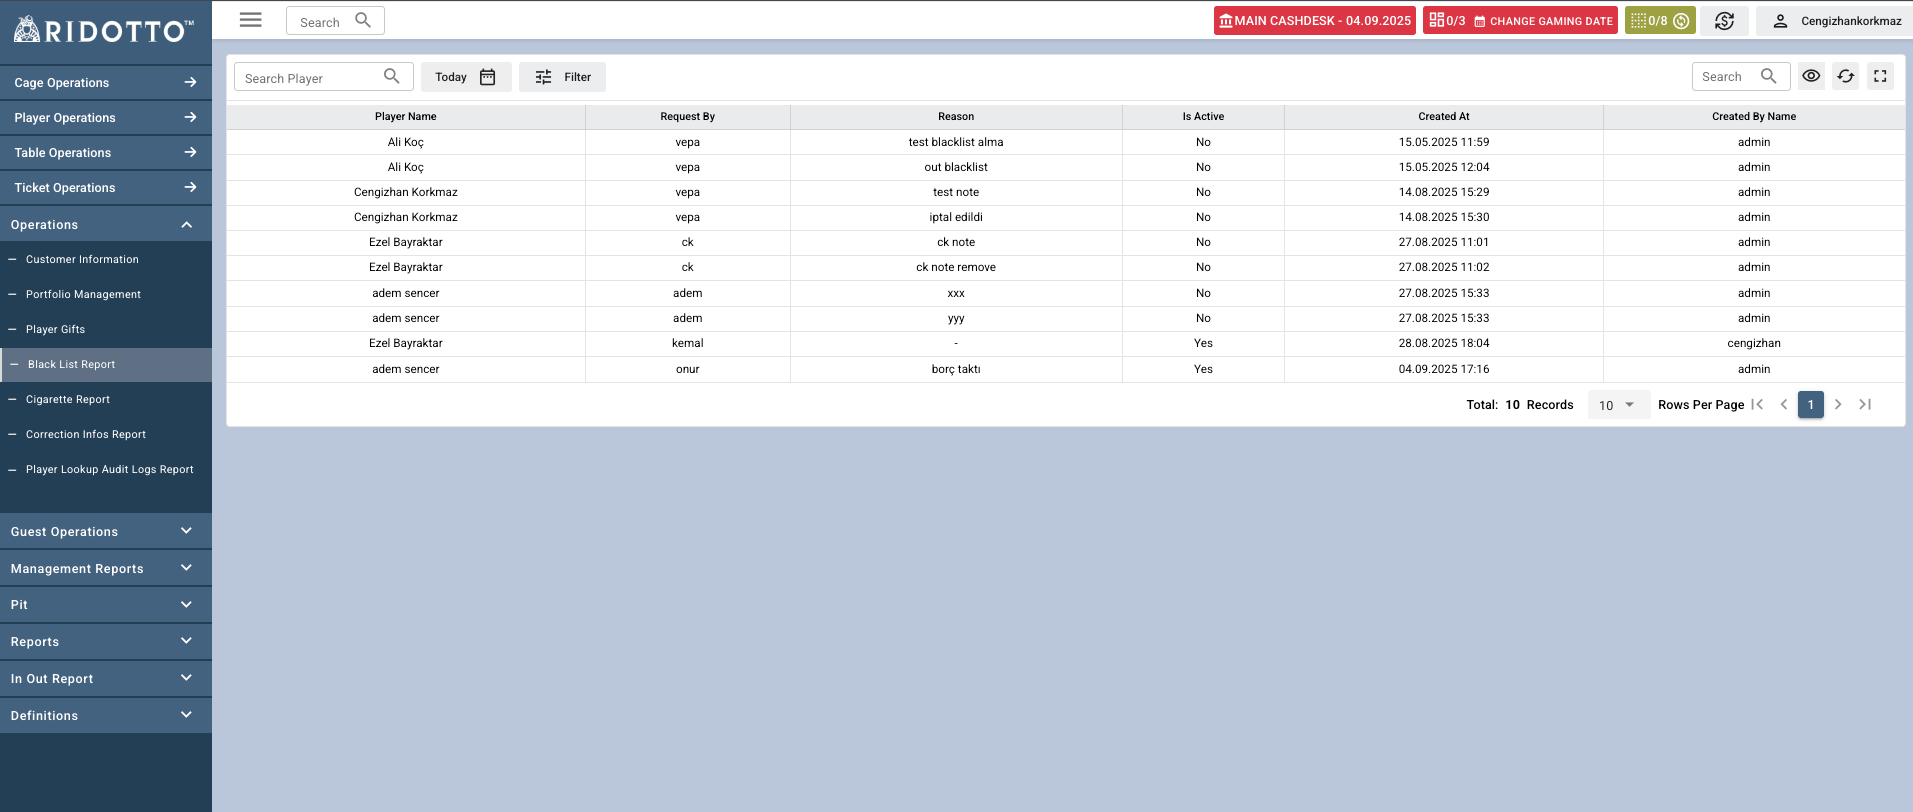 RIDOTTO™
Search
MAIN CASHDESK - 04.09.2025
0/3 CHANGE GAMING DATE
0/8
Cengizhankorkmaz
Cage Operations
Player Operations
Table Operations
Ticket Operations
Operations
Customer Information
Portfolio Management
Player Gifts
Black List Report
Cigarette Report
Correction Infos Report
Player Lookup Audit Logs Report
Guest Operations
Management Reports
Pit
Reports
In Out Report
Definitions
Search Player
Today
Filter
Search
Player Name Request By Reason Is Active Created At Created By Name
Ali Koç vepa test blacklist alma No 15.05.2025 11:59 admin
Ali Koç vepa out blacklist No 15.05.2025 12:04 admin
Cengizhan Korkmaz vepa test note No 14.08.2025 15:29 admin
Cengizhan Korkmaz vepa iptal edildi No 14.08.2025 15:30 admin
Ezel Bayraktar ck ck note No 27.08.2025 11:01 admin
Ezel Bayraktar ck ck note remove No 27.08.2025 11:02 admin
adem sencer adem xxx No 27.08.2025 15:33 admin
adem sencer adem yyy No 27.08.2025 15:33 admin
Ezel Bayraktar kemal - Yes 28.08.2025 18:04 cengizhan
adem sencer onur borç taktı Yes 04.09.2025 17:16 admin
Total: 10 Records 10 Rows Per Page 1